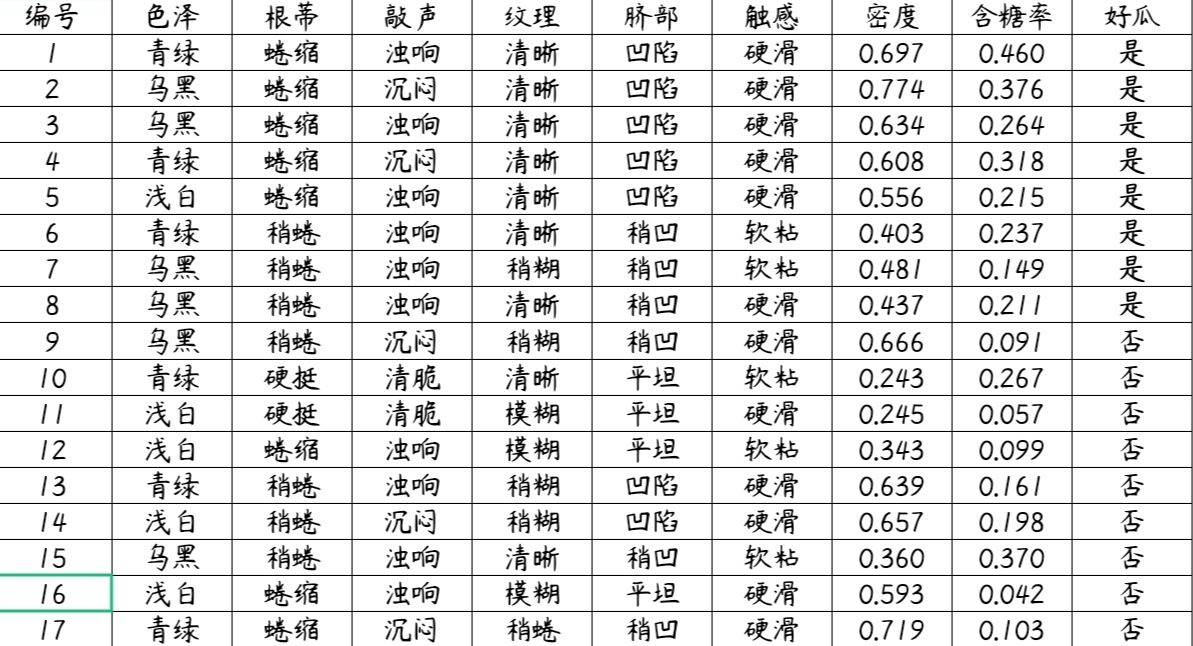 编号 色泽 根蒂 敲声 纹理 脐部 触感 密度 含糖率 好瓜
1 青绿 蜷缩 浊响 清晰 凹陷 硬滑 0.697 0.460 是
2 乌黑 蜷缩 沉闷 清晰 凹陷 硬滑 0.774 0.376 是
3 乌黑 蜷缩 浊响 清晰 凹陷 硬滑 0.634 0.264 是
4 青绿 蜷缩 沉闷 清晰 凹陷 硬滑 0.608 0.318 是
5 浅白 蜷缩 浊响 清晰 凹陷 硬滑 0.556 0.215 是
6 青绿 稍蜷 浊响 清晰 稍凹 软粘 0.403 0.237 是
7 乌黑 稍蜷 浊响 稍糊 稍凹 软粘 0.481 0.149 是
8 乌黑 稍蜷 浊响 清晰 稍凹 硬滑 0.437 0.211 是
9 乌黑 稍蜷 沉闷 稍糊 稍凹 硬滑 0.666 0.091 否
10 青绿 硬挺 清脆 清晰 平坦 软粘 0.243 0.267 否
11 浅白 硬挺 清脆 模糊 平坦 硬滑 0.245 0.057 否
12 浅白 蜷缩 浊响 模糊 平坦 软粘 0.343 0.099 否
13 青绿 稍蜷 浊响 稍糊 凹陷 硬滑 0.639 0.161 否
14 浅白 稍蜷 沉闷 稍糊 凹陷 硬滑 0.657 0.198 否
15 乌黑 稍蜷 浊响 清晰 稍凹 软粘 0.360 0.370 否
16 浅白 蜷缩 浊响 模糊 平坦 硬滑 0.593 0.042 否
17 青绿 蜷缩 沉闷 稍蜷 稍凹 硬滑 0.719 0.103 否